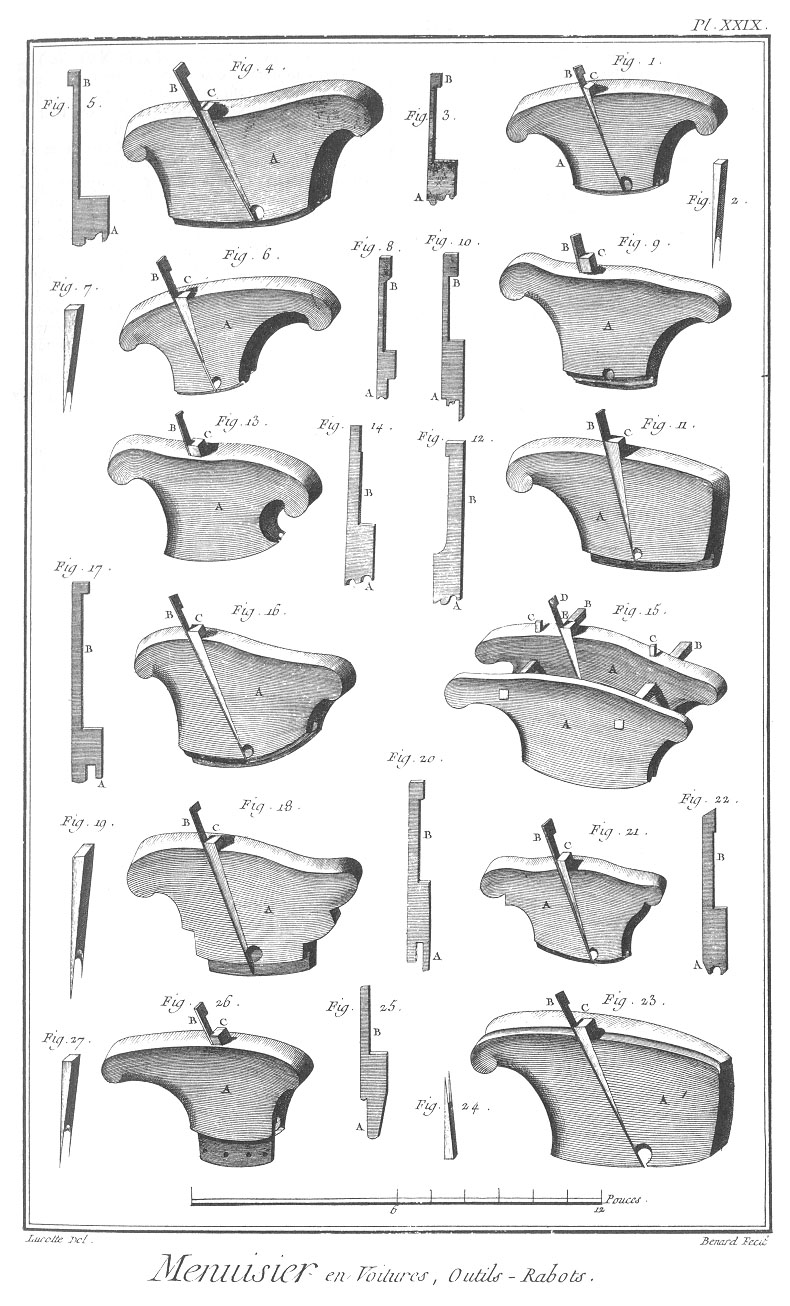 Pl. XXIX.
Fig. 4.
Fig. 1.
B
B
C
Fig. 5.
B
B
C
Fig. 3.
A
A
A
A
Fig. 2.
Fig. 6.
Fig. 8.
Fig. 10.
Fig. 9.
B
C
B
C
Fig. 7.
B
B
A
A
A
A
Fig. 13.
Fig. 14.
Fig. 12.
Fig. 11.
B
C
B
C
A
B
B
A
A
A
Fig. 17.
Fig. 16.
Fig. 15.
B
C
D
E
B
C
C
B
B
A
A
A
A
Fig. 20.
Fig. 19.
Fig. 18.
Fig. 21.
Fig. 22.
B
C
B
B
C
B
A
A
A
A
Fig. 26.
Fig. 25.
Fig. 23.
B
C
B
B
C
Fig. 27.
A
A
Fig. 24.
A
6
12
Pouces.
Lucotte Del.
Benard Fecit
Menuisier en Voitures, Outils-Rabots.